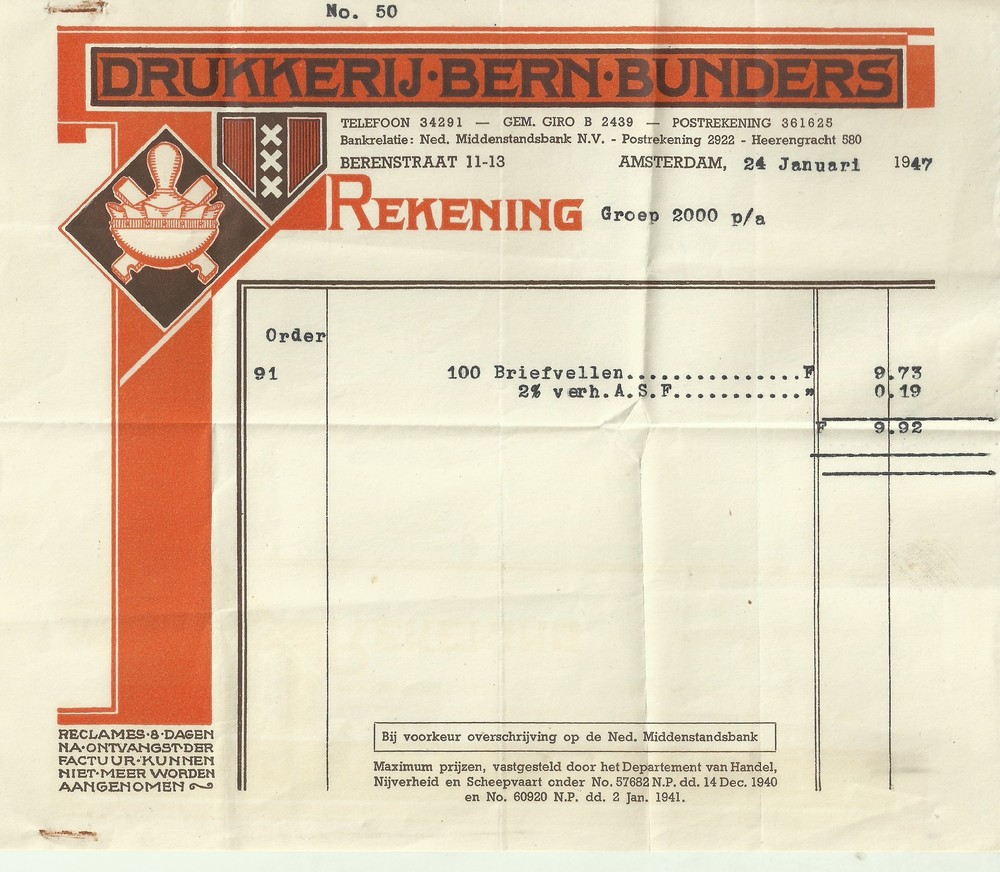 No. 50
DRUKKERIJ·BERN·BUNDERS
TELEFOON 34291 — GEM. GIRO B 2439 — POSTREKENING 361625
Bankrelatie: Ned. Middenstandsbank N.V. - Postrekening 2922 - Heerengracht 580
BERENSTRAAT 11-13 AMSTERDAM, 24 Januari 1947
REKENING Groep 2000 p/a
Order
91 100 Briefvellen...............F 9.73
2% verh.A.S.F............" 0.19
F 9.92
RECLAMES·8·DAGEN
NA·ONTVANGST·DER
FACTUUR·KUNNEN
NIET·MEER WORDEN
AANGENOMEN
Bij voorkeur overschrijving op de Ned. Middenstandsbank
Maximum prijzen, vastgesteld door het Departement van Handel,
Nijverheid en Scheepvaart onder No. 57682 N.P. dd. 14 Dec. 1940
en No. 60920 N.P. dd. 2 Jan. 1941.